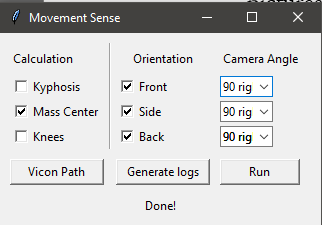 Movement Sense
Calculation Orientation Camera Angle
Kyphosis Front 90 rig
Mass Center Side 90 rig
Knees Back 90 rig
Vicon Path Generate logs Run
Done!